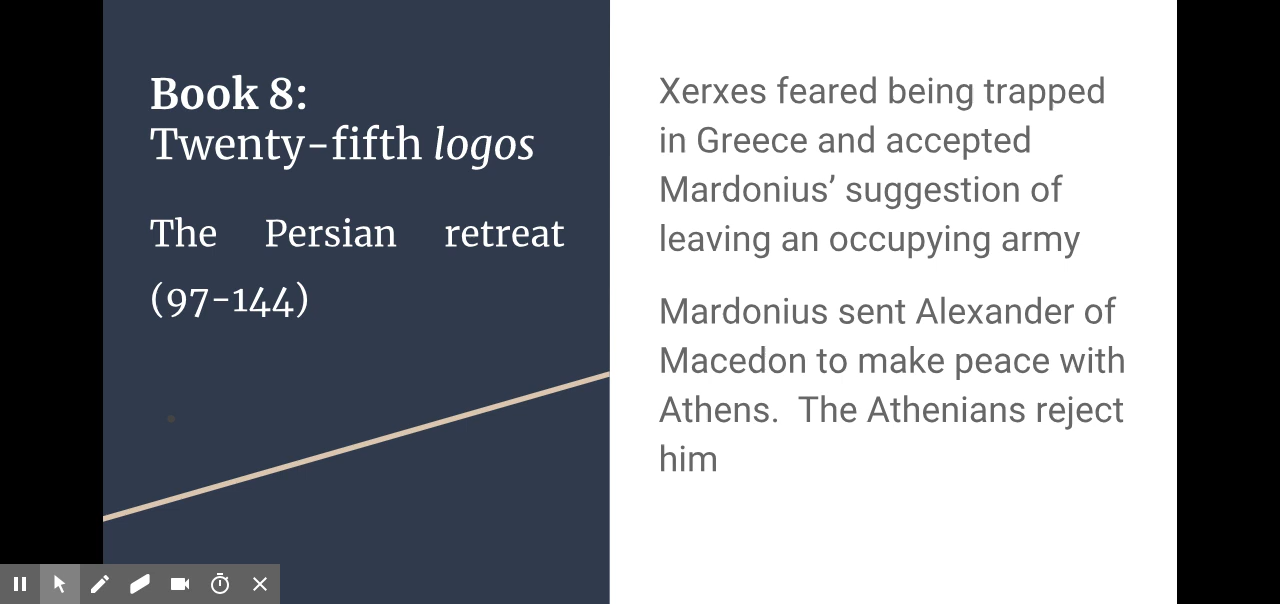 Book 8:
Twenty-fifth logos
The Persian retreat
(97-144)
Xerxes feared being trapped
in Greece and accepted
Mardonius’ suggestion of
leaving an occupying army
Mardonius sent Alexander of
Macedon to make peace with
Athens.  The Athenians reject
him